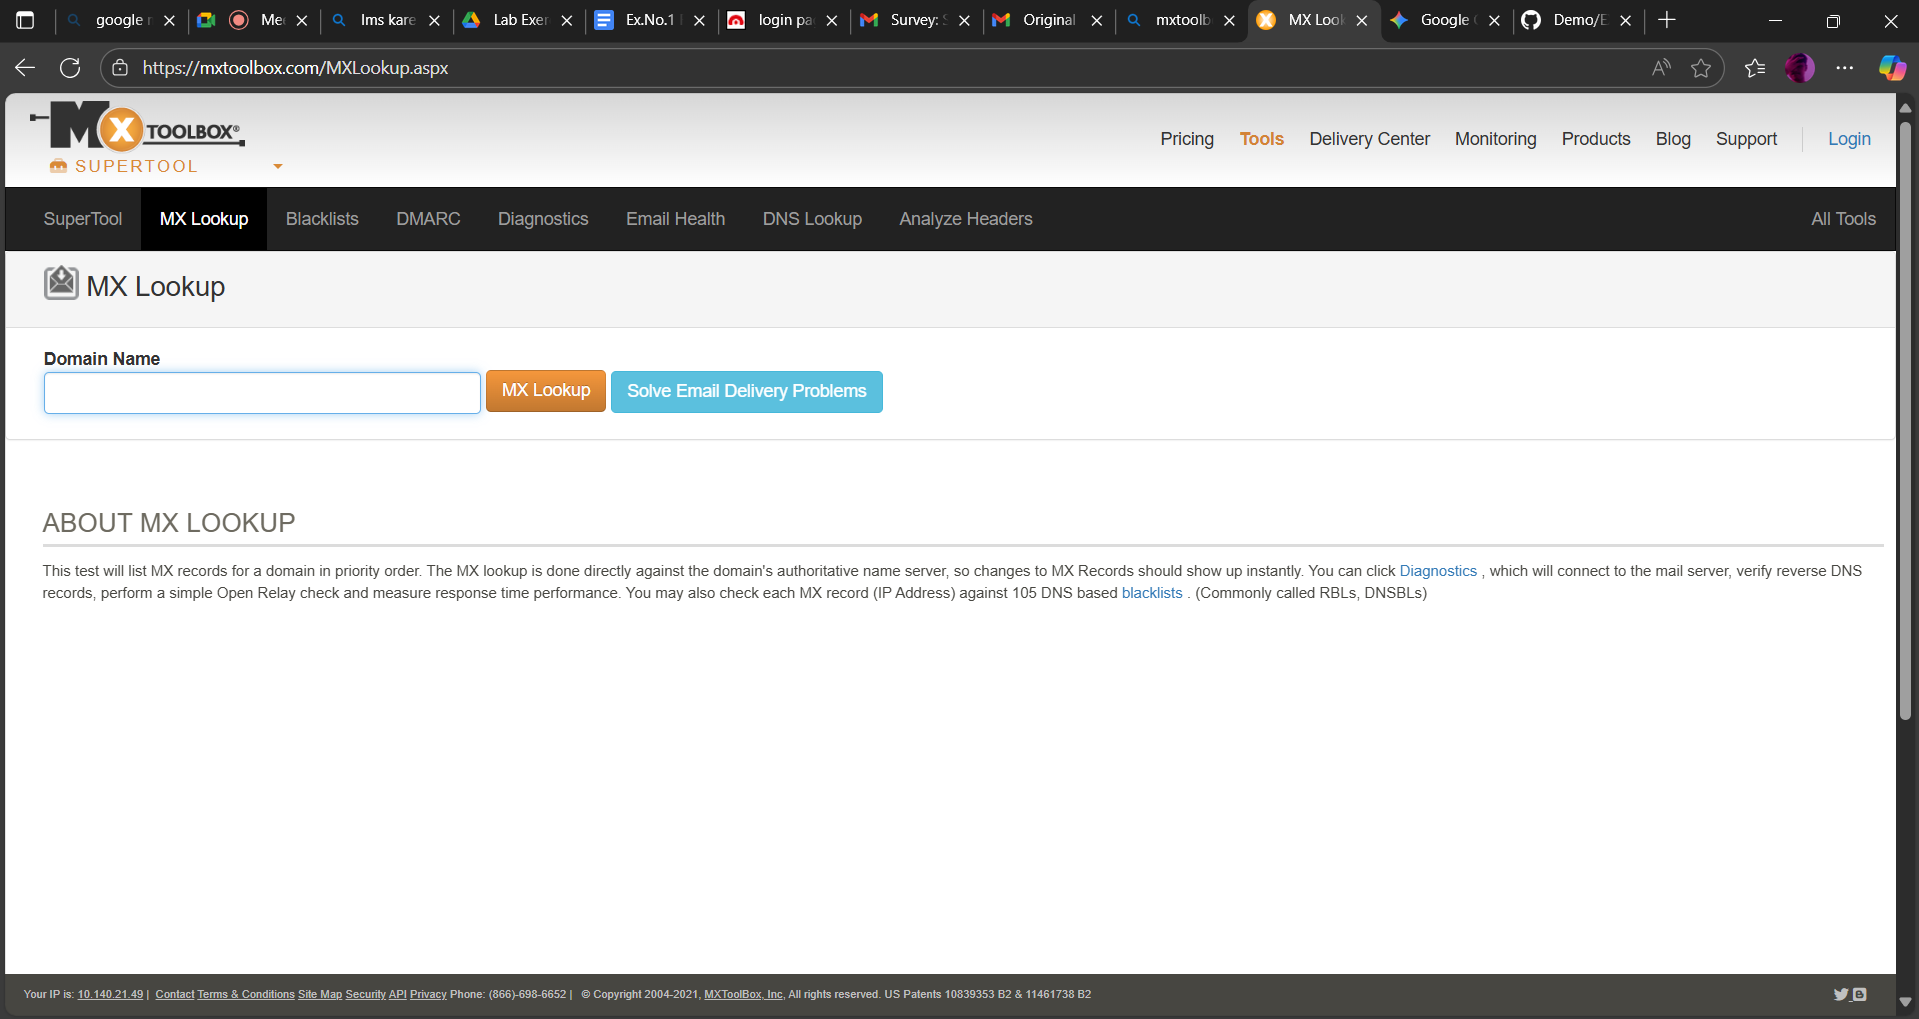 google
Me
lms kare
Lab Exer
Ex.No.1
login pa
Survey:
Original
mxtoolb
MX Look
Google
Demo/E
https://mxtoolbox.com/MXLookup.aspx
MX TOOLBOX®
SUPERTOOL
Pricing Tools Delivery Center Monitoring Products Blog Support Login
SuperTool MX Lookup Blacklists DMARC Diagnostics Email Health DNS Lookup Analyze Headers All Tools
MX Lookup
Domain Name
MX Lookup Solve Email Delivery Problems
ABOUT MX LOOKUP
This test will list MX records for a domain in priority order. The MX lookup is done directly against the domain's authoritative name server, so changes to MX Records should show up instantly. You can click Diagnostics , which will connect to the mail server, verify reverse DNS
records, perform a simple Open Relay check and measure response time performance. You may also check each MX record (IP Address) against 105 DNS based blacklists . (Commonly called RBLs, DNSBLs)
Your IP is: 10.140.21.49 | Contact Terms & Conditions Site Map Security API Privacy Phone: (866)-698-6652 | © Copyright 2004-2021, MXToolBox, Inc, All rights reserved. US Patents 10839353 B2 & 11461738 B2